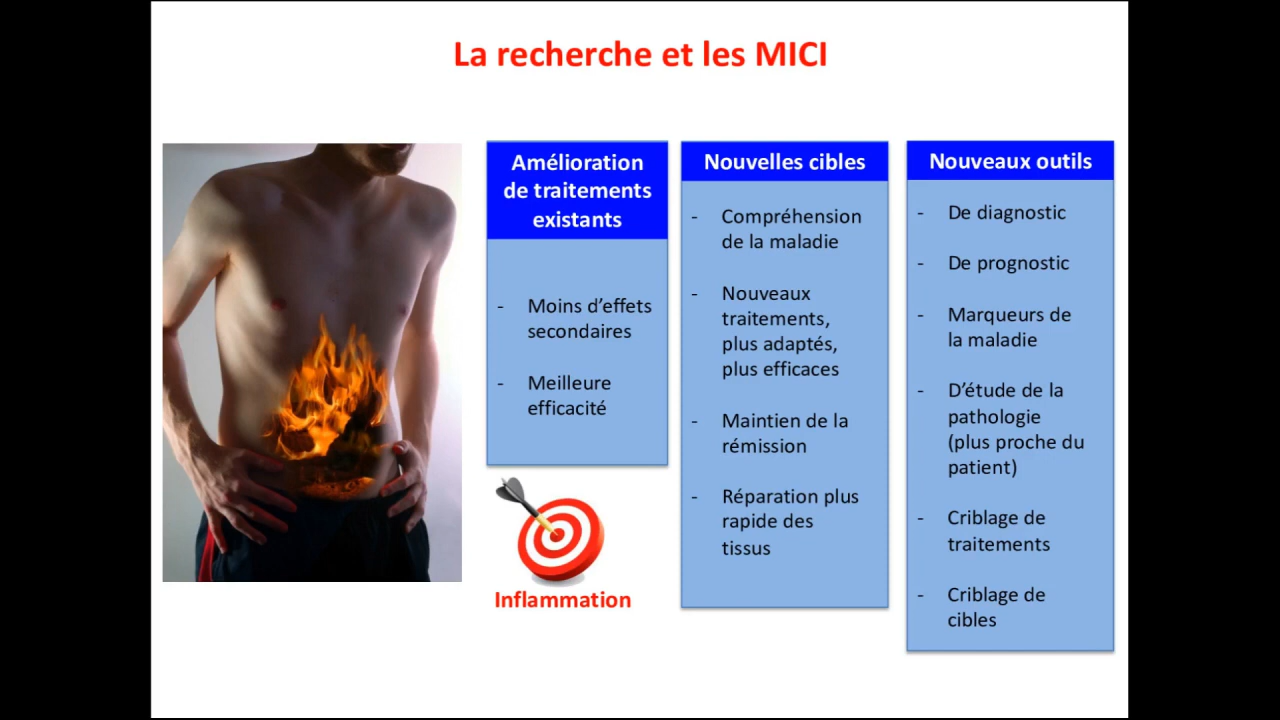 La recherche et les MICI
Amélioration
de traitements
existants
- Moins d’effets
secondaires
- Meilleure
efficacité
Inflammation
Nouvelles cibles
- Compréhension
de la maladie
- Nouveaux
traitements,
plus adaptés,
plus efficaces
- Maintien de la
rémission
- Réparation plus
rapide des
tissus
Nouveaux outils
- De diagnostic
- De prognostic
- Marqueurs de
la maladie
- D’étude de la
pathologie
(plus proche du
patient)
- Criblage de
traitements
- Criblage de
cibles